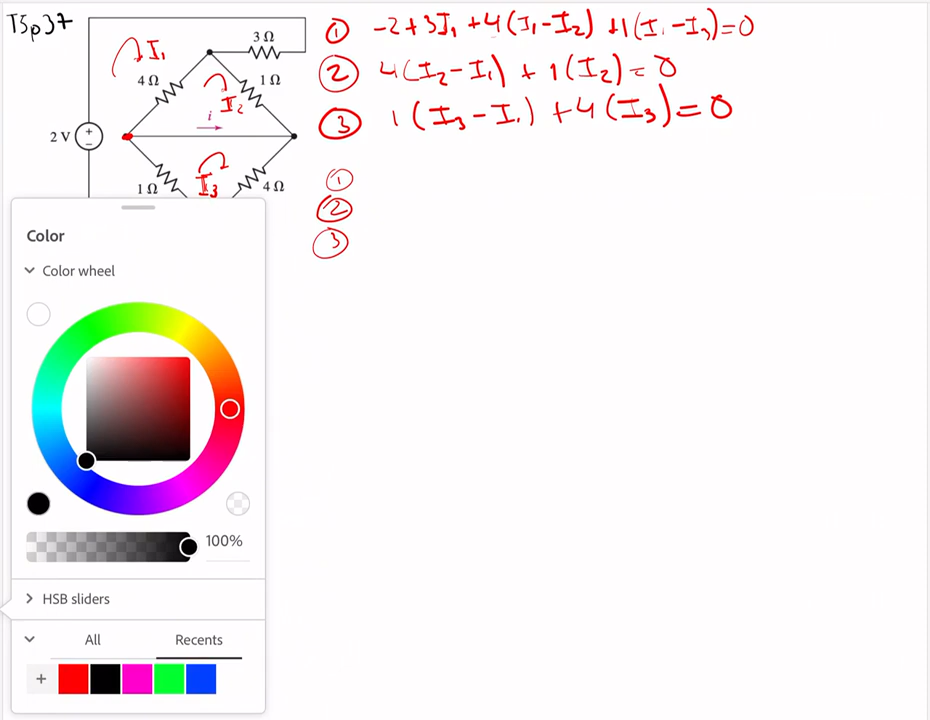 TSp37
① -2+3I₁ +4(I₁-I₂) +1(I₁-I₃)=0
3 Ω
I₁
4 Ω
1 Ω
② 4(I₂-I₁) + 1(I₂)=0
I₂
i
③ 1(I₃-I₁) +4(I₃)=0
2 V
+
−
1 Ω
I₃
4 Ω
①
②
③
Color
Color wheel
100%
HSB sliders
All Recents
+